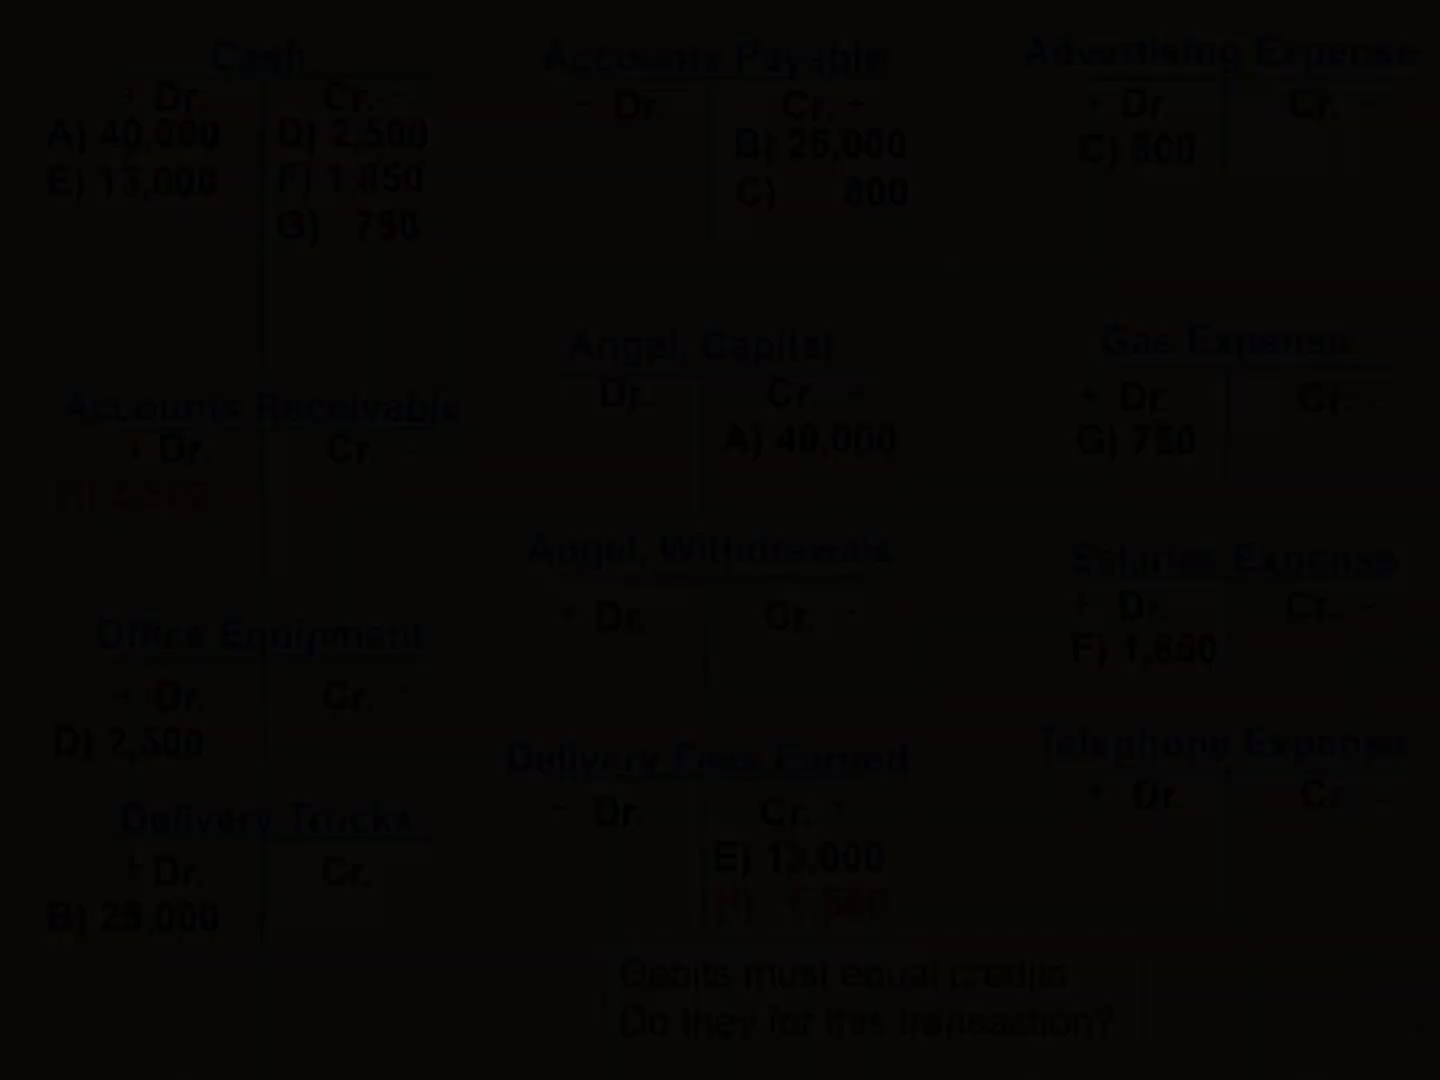 Cash
+ Dr. Cr. -
A) 40,000 D) 2,500
E) 13,000 F) 1,850
G) 750
Accounts Receivable
+ Dr. Cr. -
Office Equipment
+ Dr. Cr. -
D) 2,500
Delivery Trucks
+ Dr. Cr.
B) 25,000
Accounts Payable
- Dr. Cr. +
B) 25,000
C) 800
Angel, Capital
Dr. Cr.
A) 40,000
Angel, Withdrawals
+ Dr. Cr. -
Delivery Fees Earned
- Dr. Cr. +
E) 13,000
Debits must equal credits
Do they for this transaction?
Advertising Expense
+ Dr. Cr. -
C) 800
Gas Expense
+ Dr. Cr. -
G) 750
Salaries Expense
+ Dr. Cr. -
F) 1,850
Telephone Expense
+ Dr. Cr. -